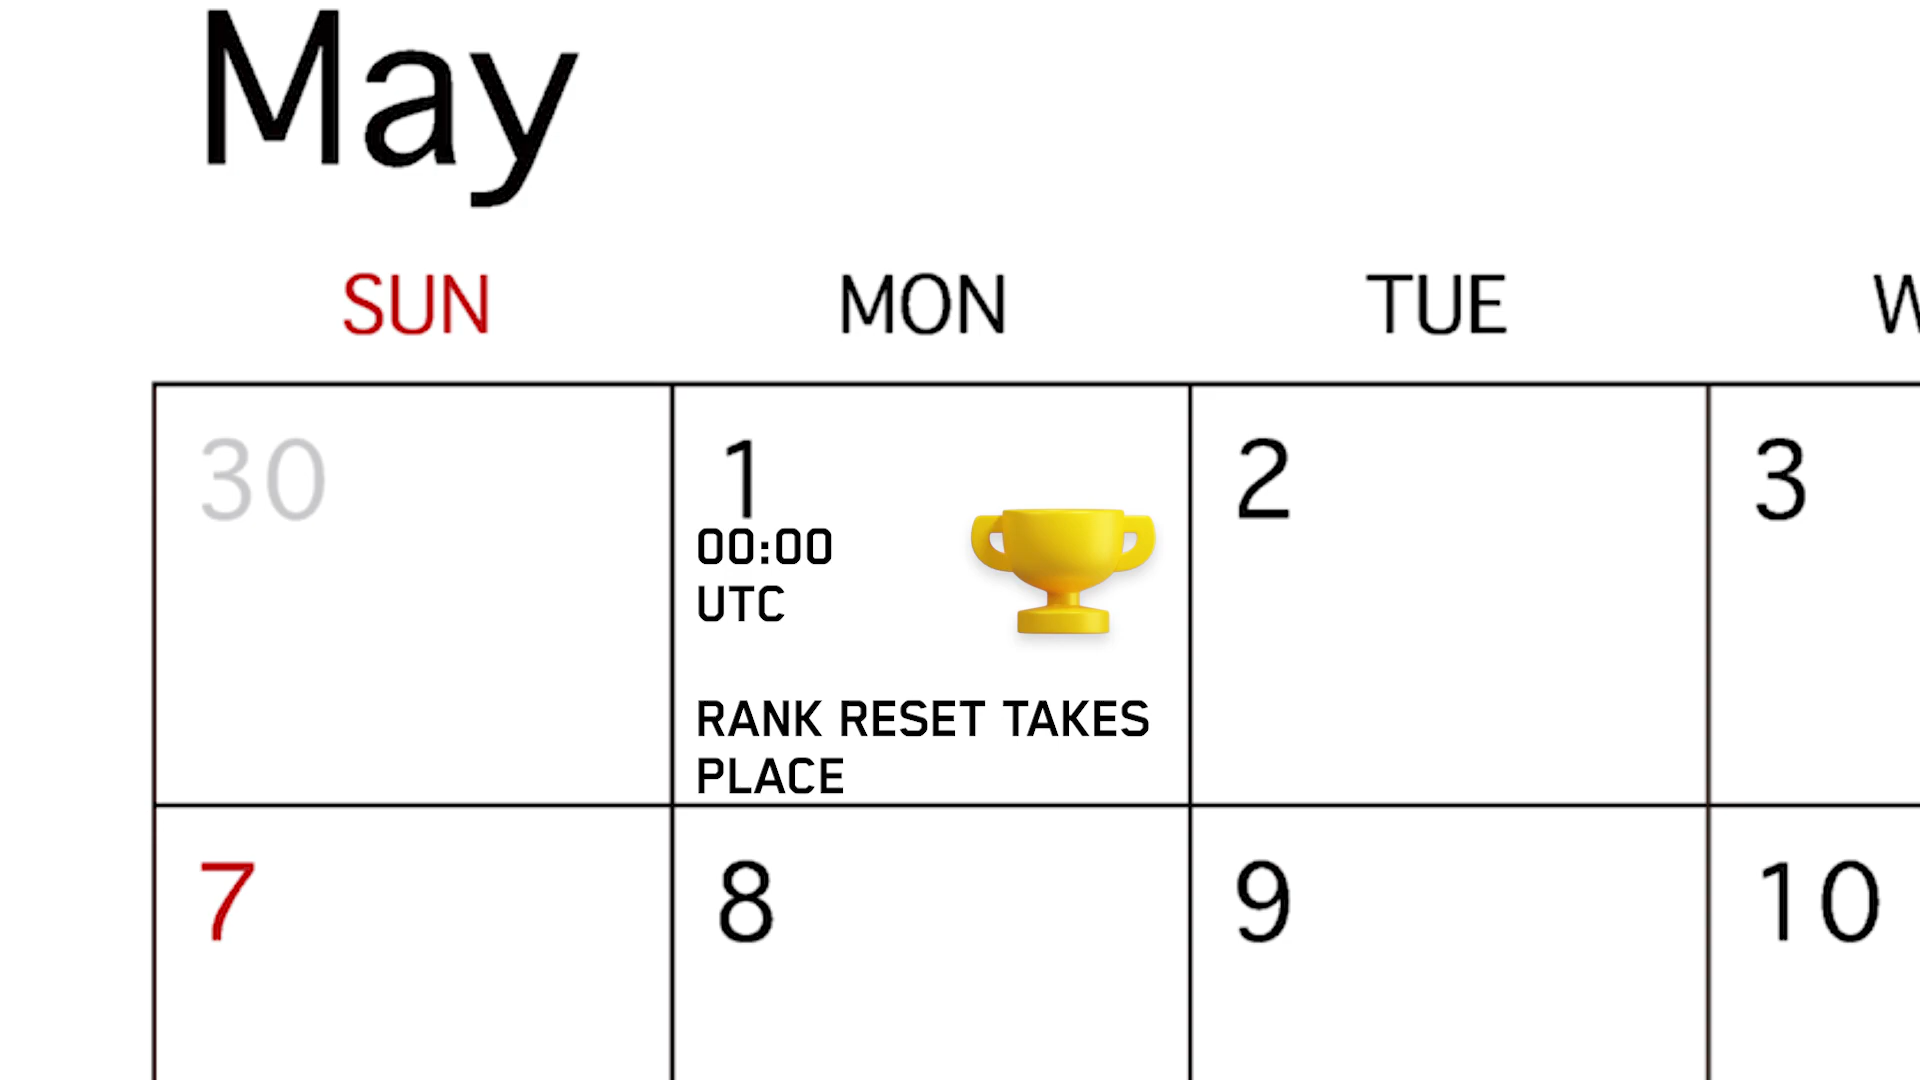 May
SUN MON TUE
30 1 2 3
00:00
UTC
RANK RESET TAKES
PLACE
7 8 9 10